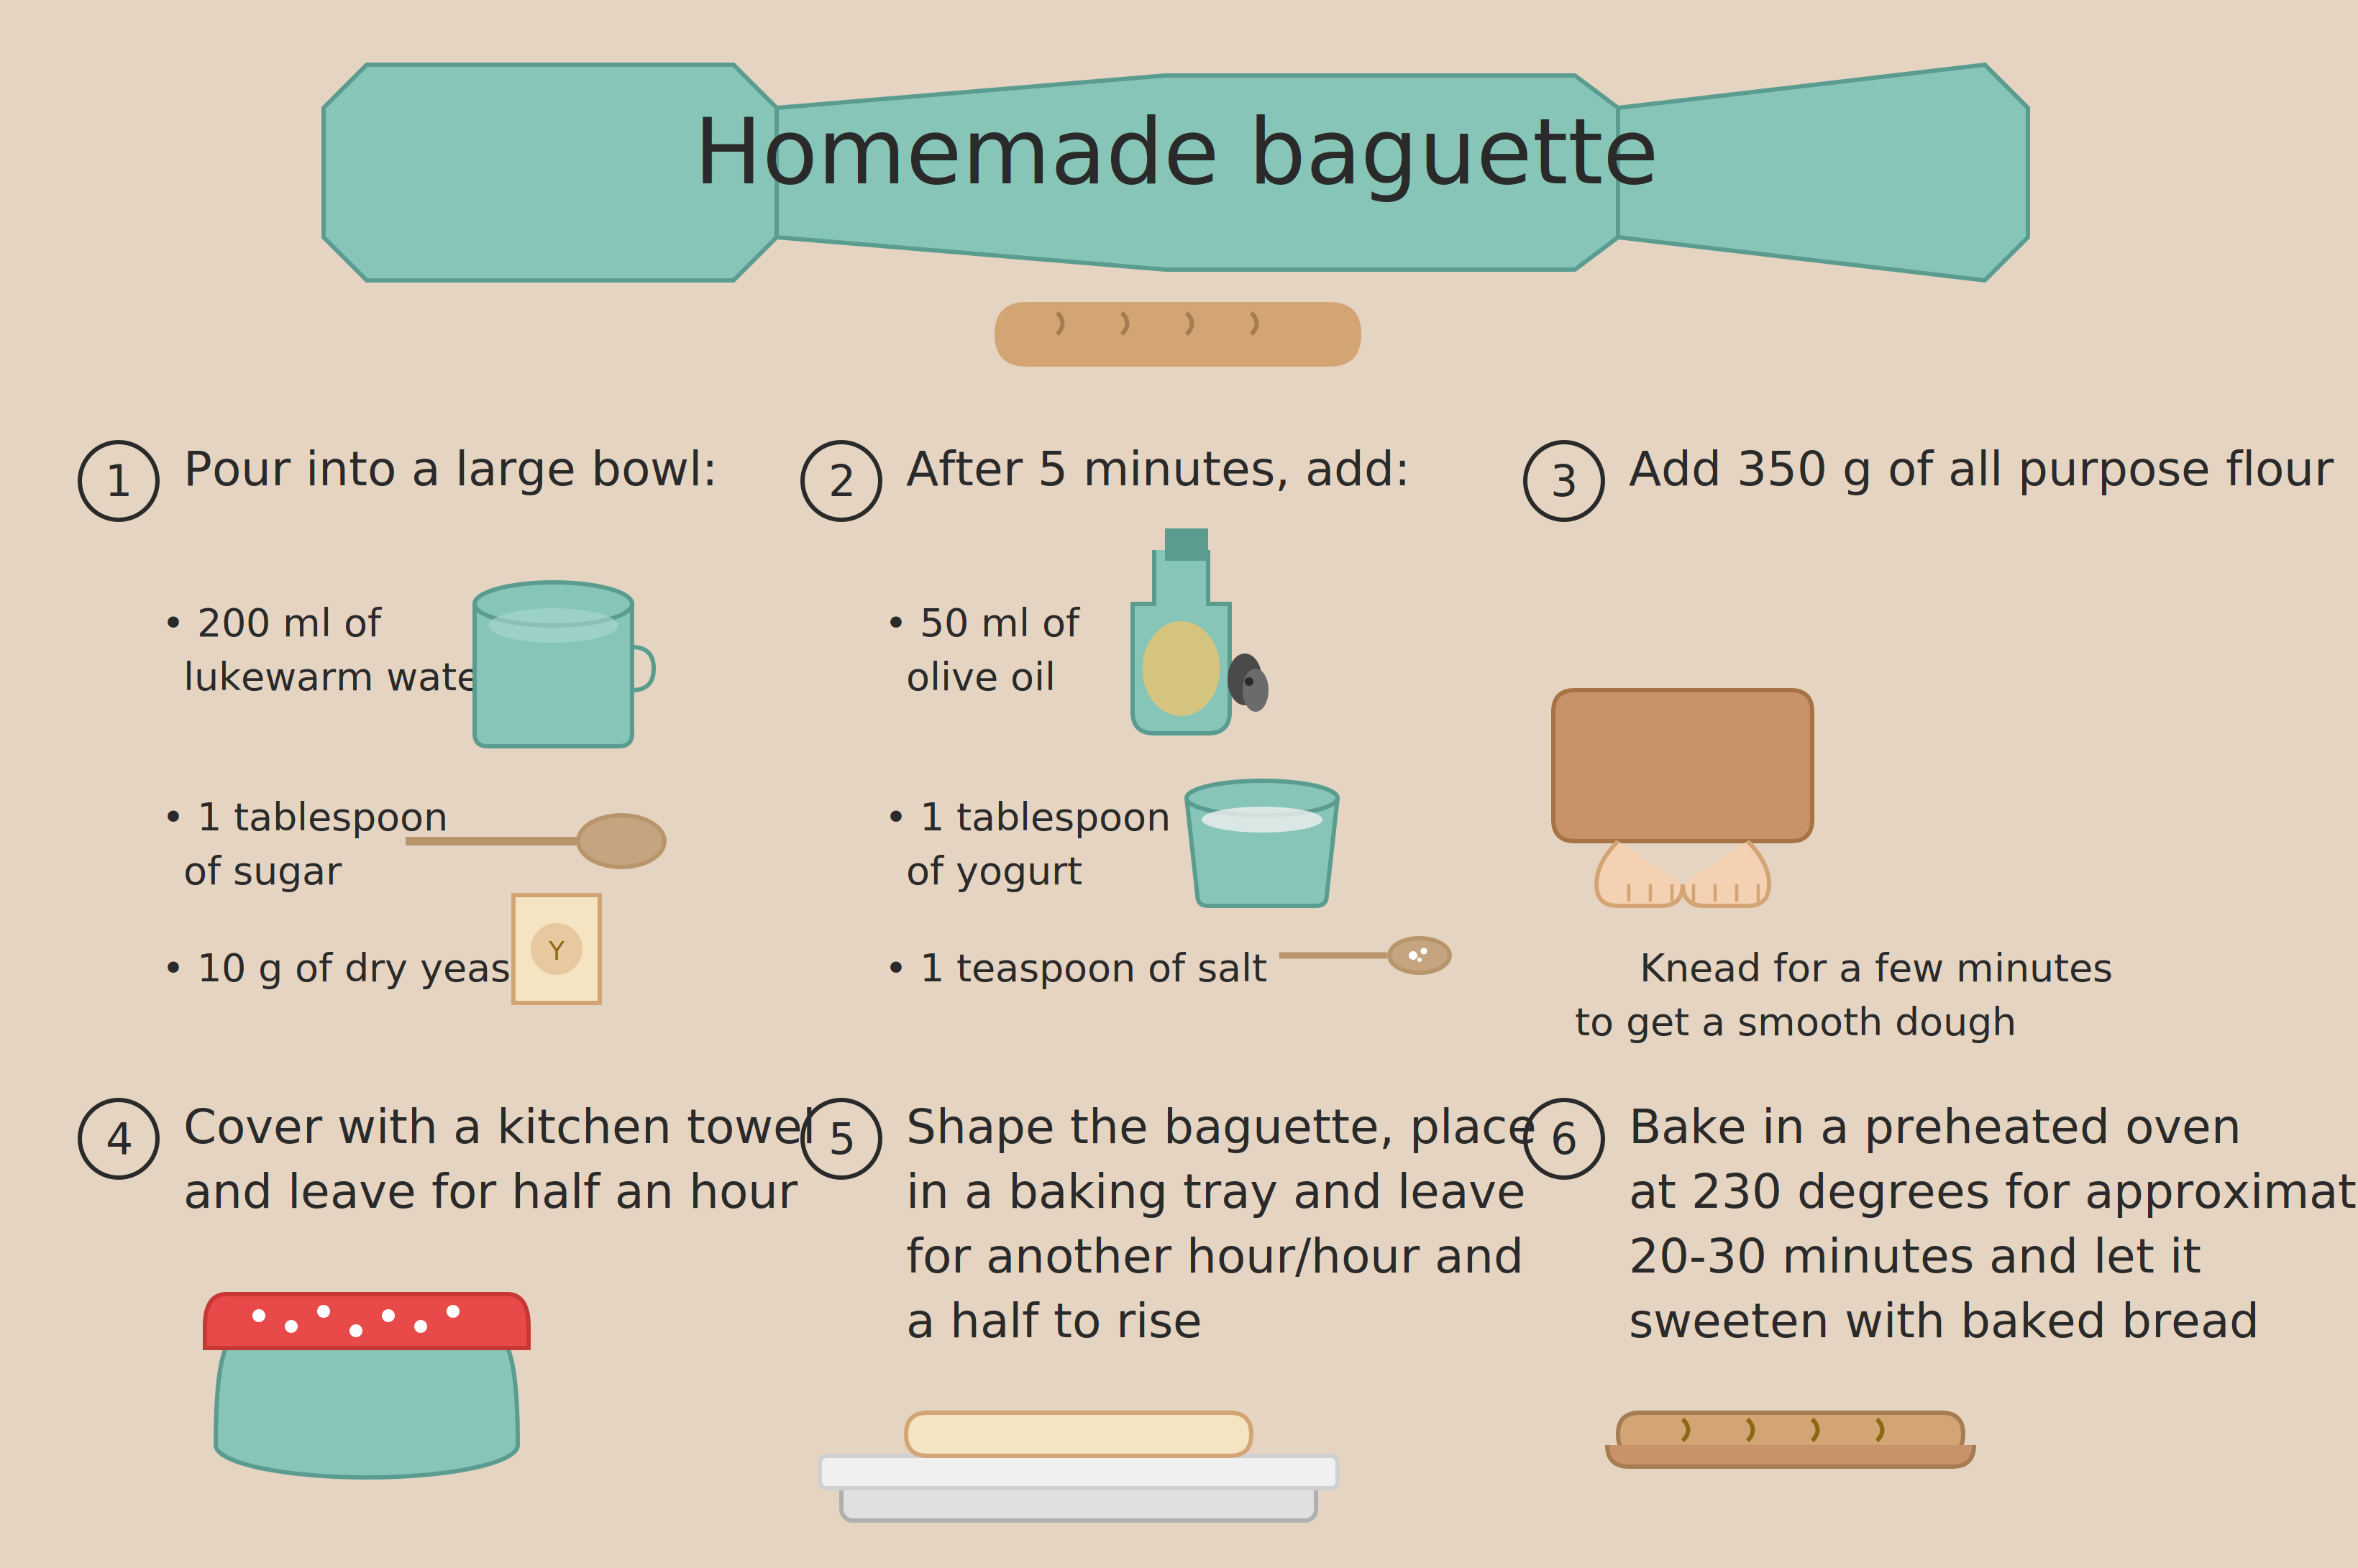 Homemade baguette
1 Pour into a large bowl:
• 200 ml of
lukewarm wate
• 1 tablespoon
of sugar
• 10 g of dry yeas
Y
2 After 5 minutes, add:
• 50 ml of
olive oil
• 1 tablespoon
of yogurt
• 1 teaspoon of salt
3 Add 350 g of all purpose flour
Knead for a few minutes
to get a smooth dough
4 Cover with a kitchen towel
and leave for half an hour
5 Shape the baguette, place
in a baking tray and leave
for another hour/hour and
a half to rise
6 Bake in a preheated oven
at 230 degrees for approximat
20-30 minutes and let it
sweeten with baked bread